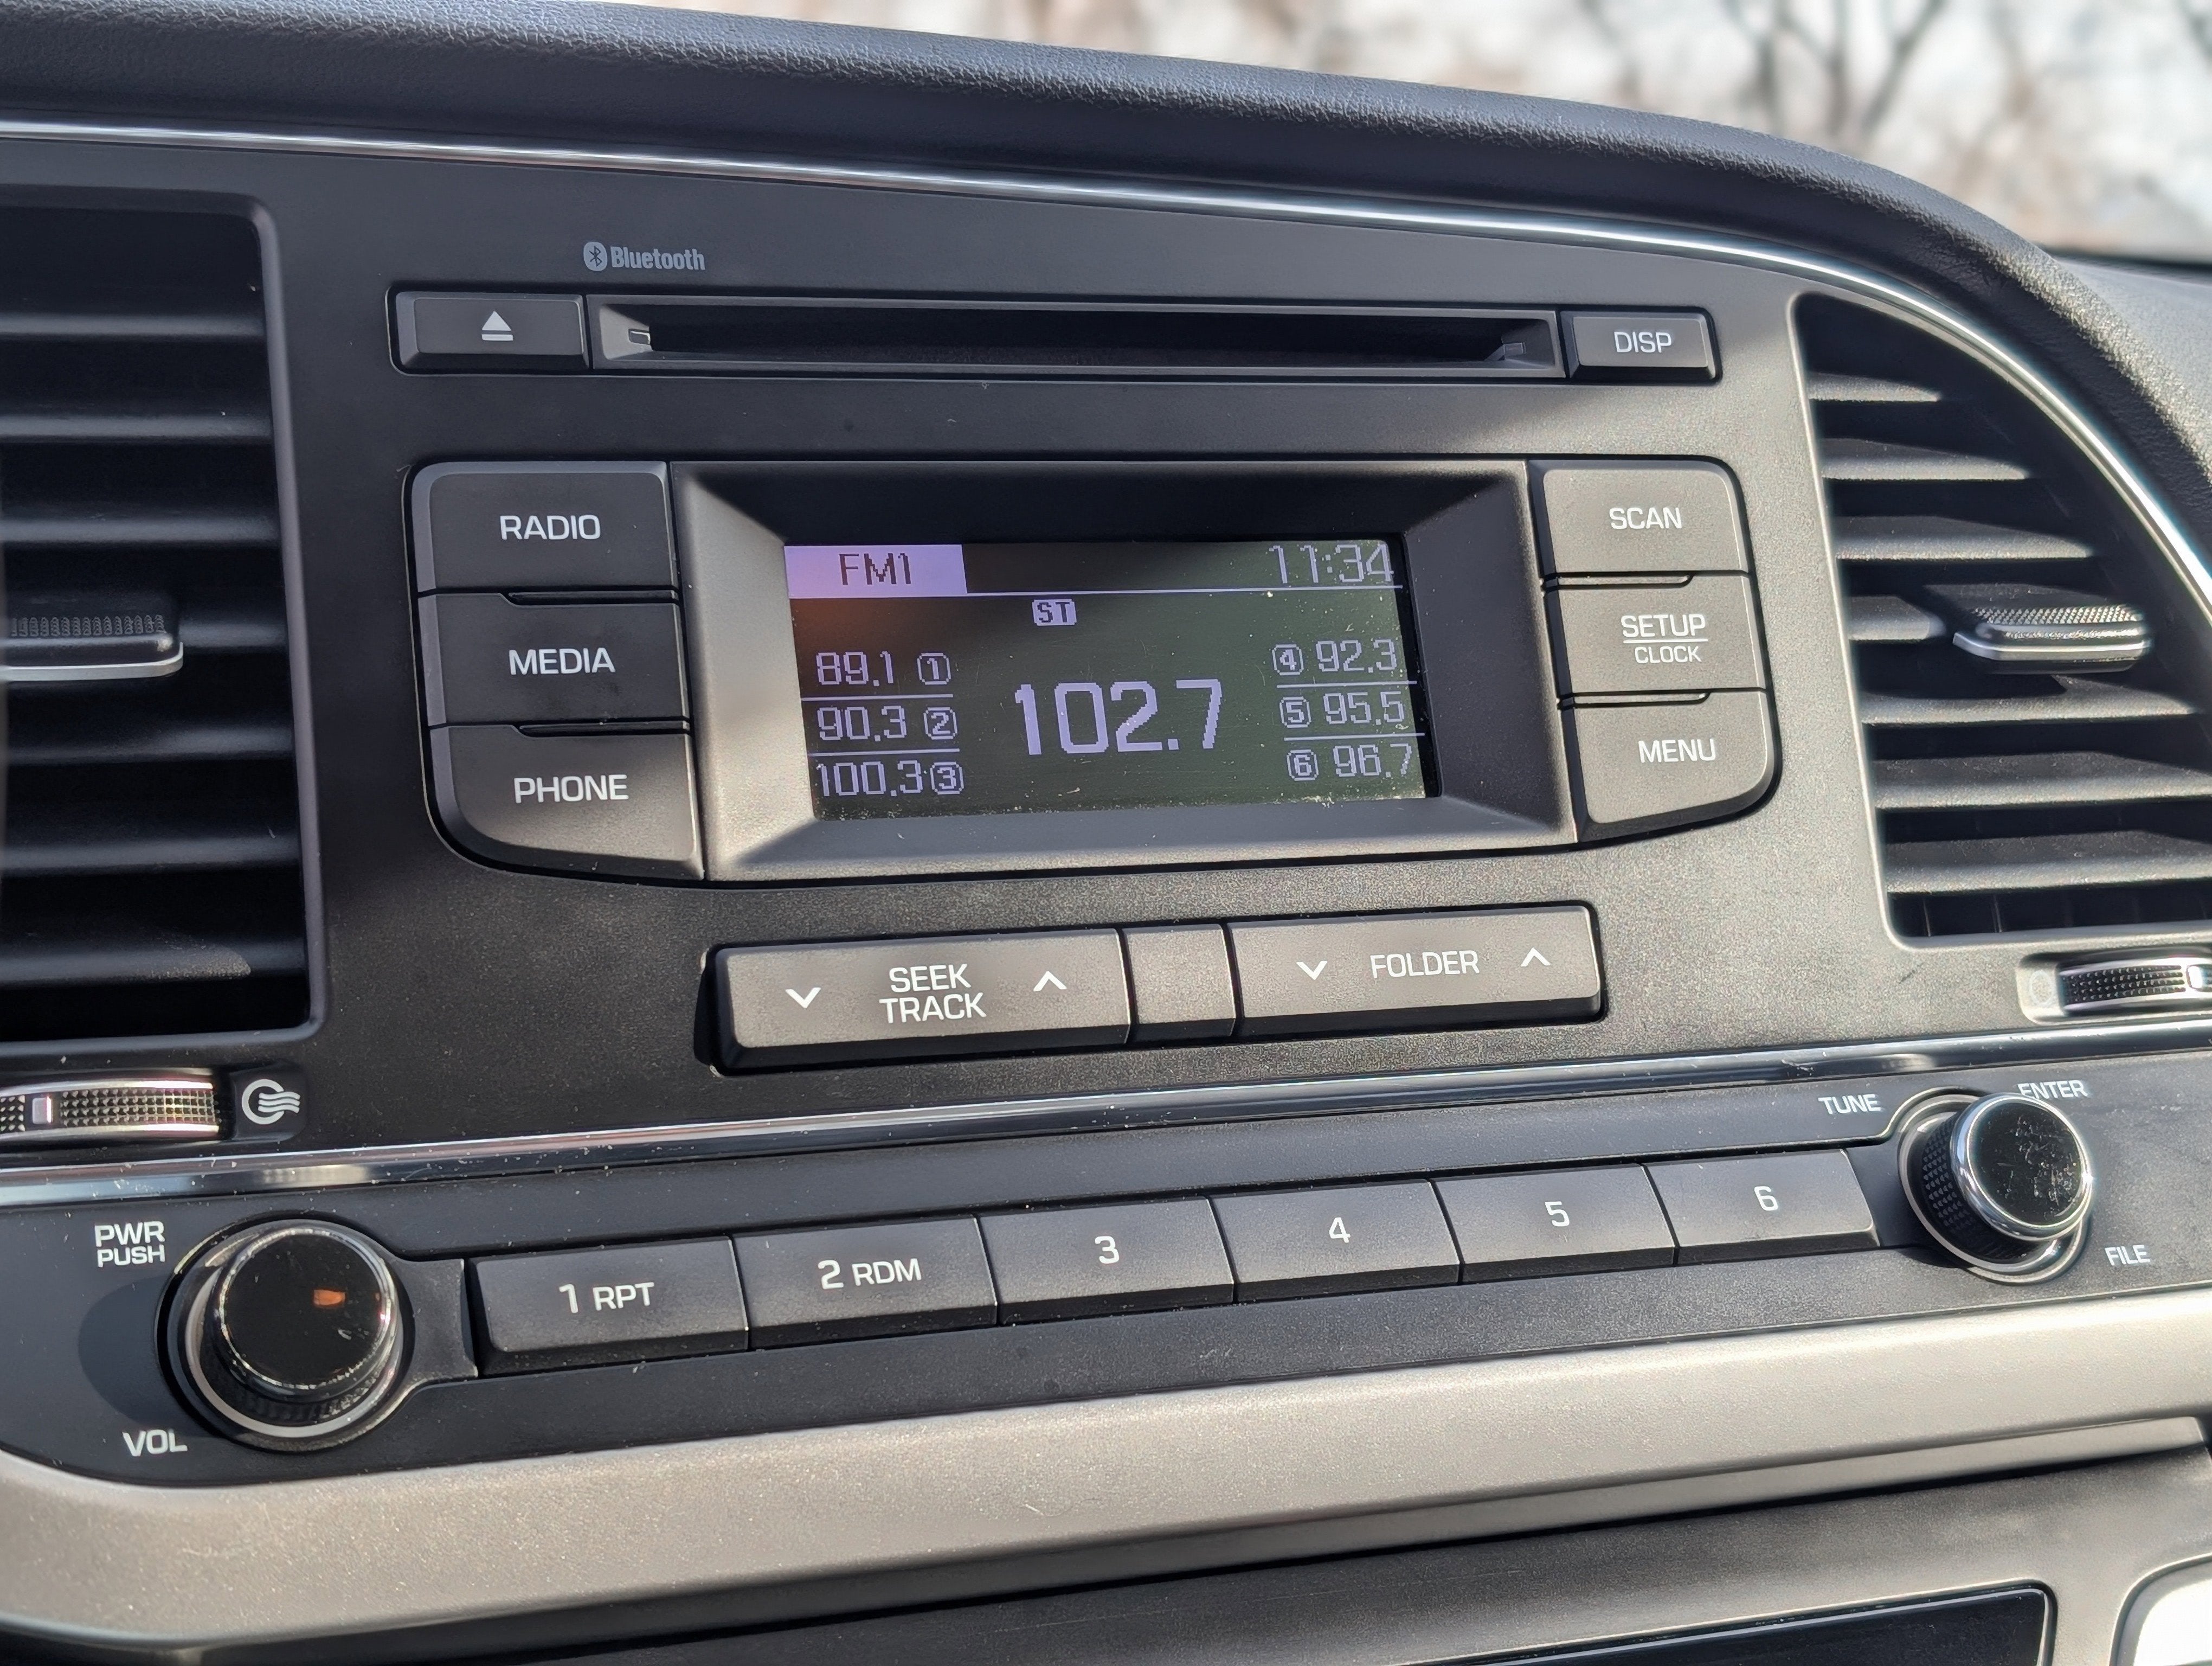 Bluetooth
DISP
RADIO
MEDIA
PHONE
FM1 11:34
ST
89.1 1
90.3 2
100.3 3
102.7
4 92.3
5 95.5
6 96.7
SCAN
SETUP
CLOCK
MENU
SEEK
TRACK
FOLDER
TUNE
ENTER
FILE
PWR
PUSH
VOL
1 RPT
2 RDM
3
4
5
6